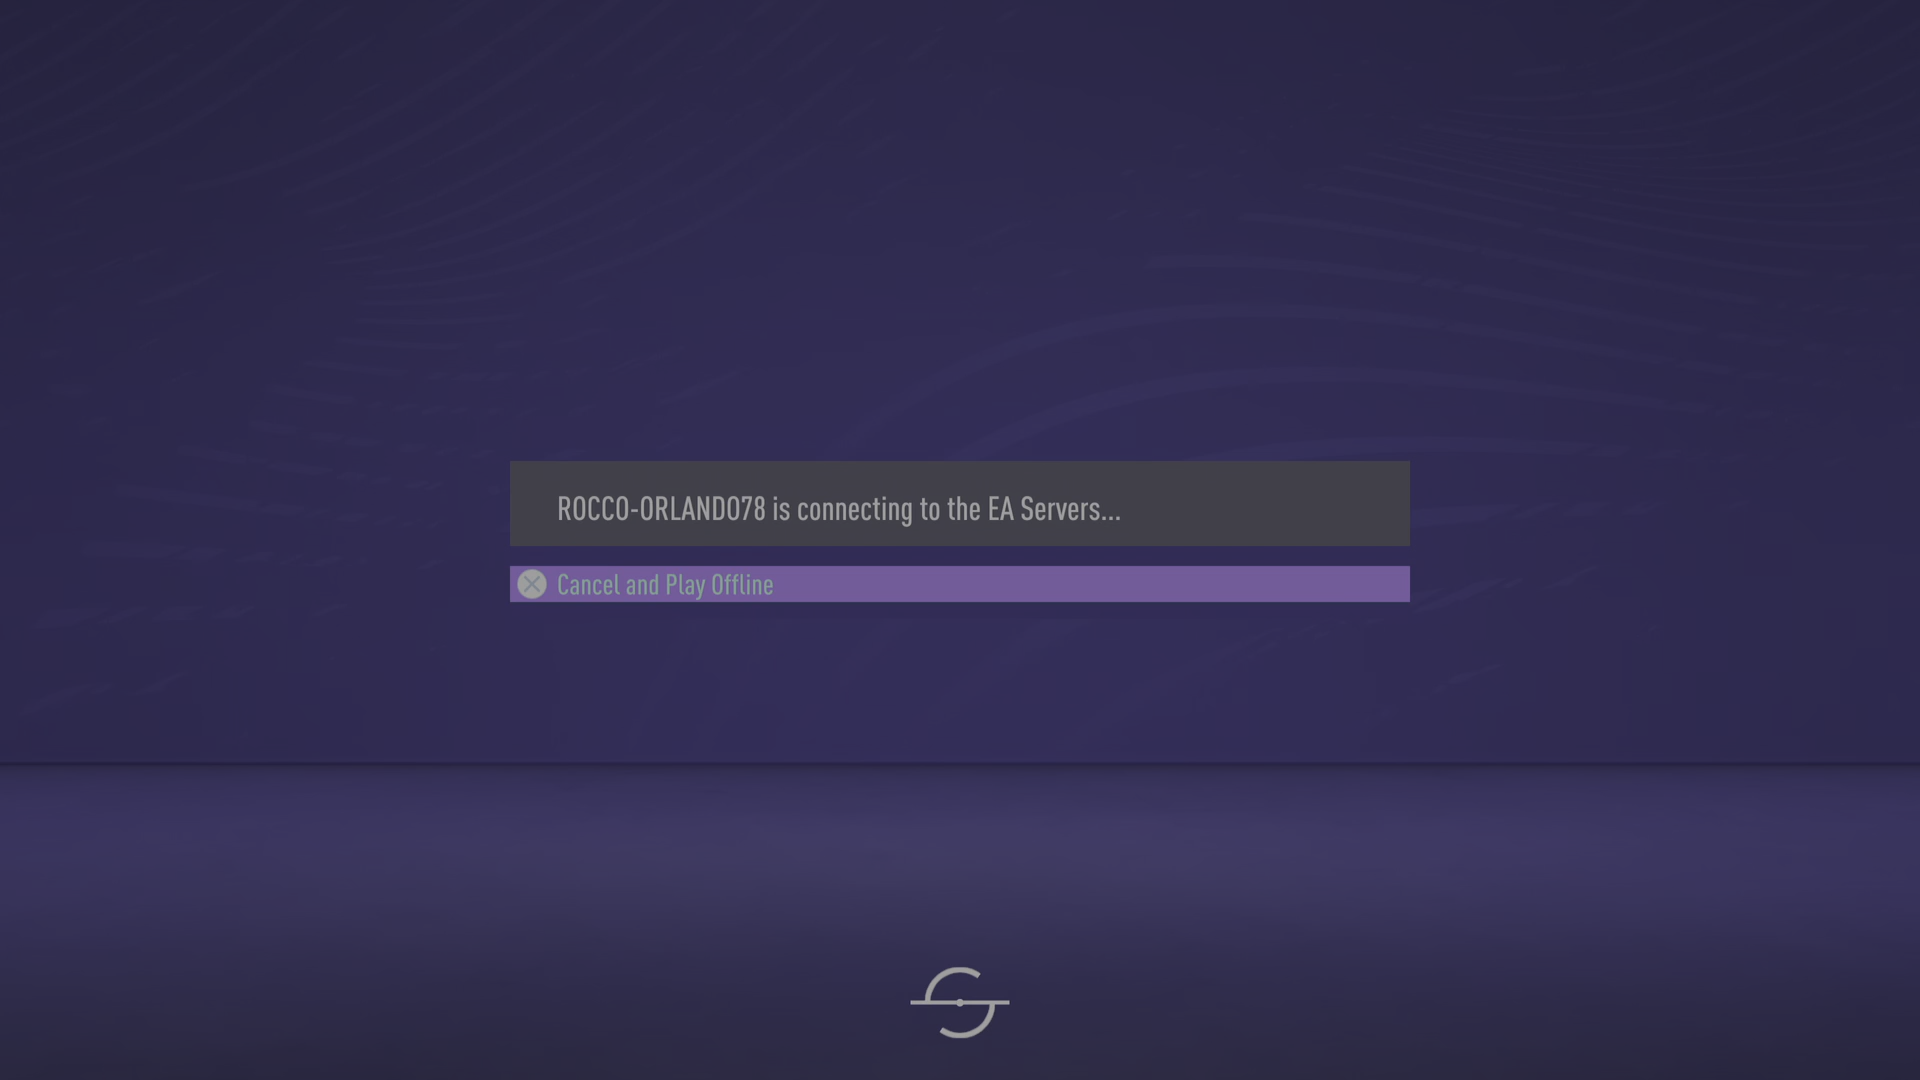 ROCCO-ORLANDO78 is connecting to the EA Servers...
Cancel and Play Offline